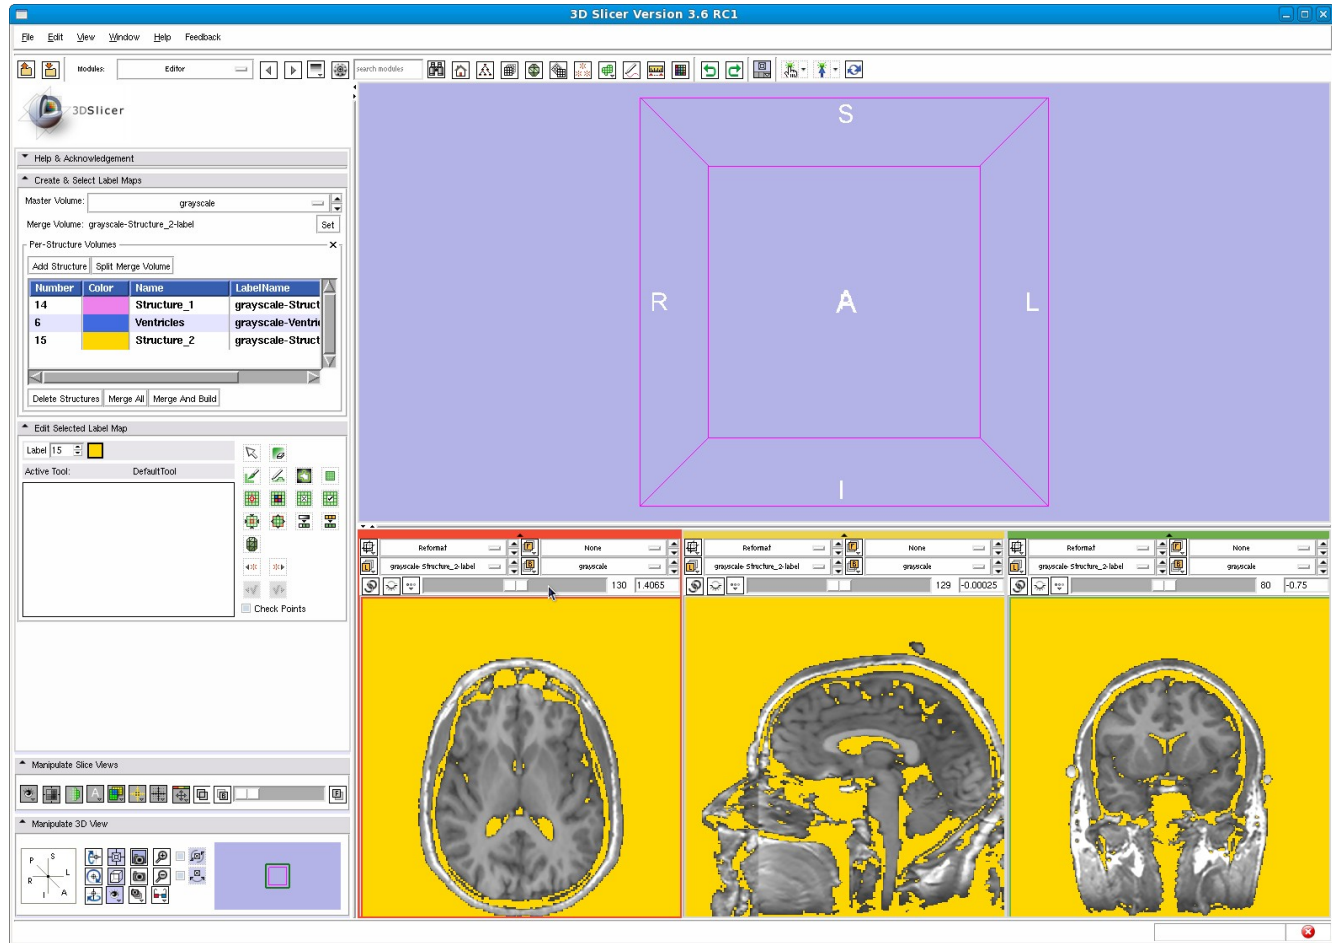 3D Slicer Version 3.6 RC1
File Edit View Window Help Feedback
Modules: Editor search modules
3DSlicer
Help & Acknowledgement
Create & Select Label Maps
Master Volume: grayscale
Merge Volume: grayscale-Structure_2-label Set
Per-Structure Volumes
Add Structure Split Merge Volume
Number Color Name LabelName
14 Structure_1 grayscale-Struct
6 Ventricles grayscale-Ventri
15 Structure_2 grayscale-Struct
Delete Structures Merge All Merge And Build
Edit Selected Label Map
Label 15
Active Tool: DefaultTool
Check Points
Manipulate Slice Views
Manipulate 3D View
P S
R L
I A
S
R A L
I
Reformat None Reformat None Reformat None
grayscale-Structure_2-label grayscale grayscale-Structure_2-label grayscale grayscale-Structure_2-label grayscale
130 1.4065 129 -0.00025 80 -0.75